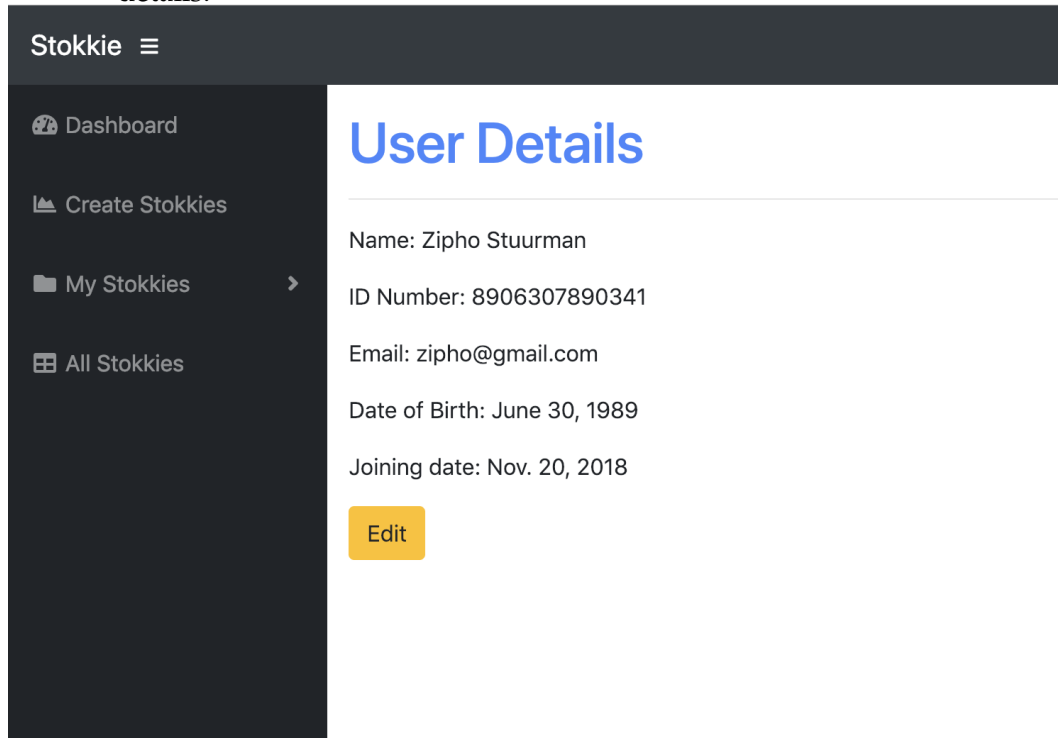 details.
Stokkie
Dashboard
Create Stokkies
My Stokkies
All Stokkies
User Details
Name: Zipho Stuurman
ID Number: 8906307890341
Email: zipho@gmail.com
Date of Birth: June 30, 1989
Joining date: Nov. 20, 2018
Edit